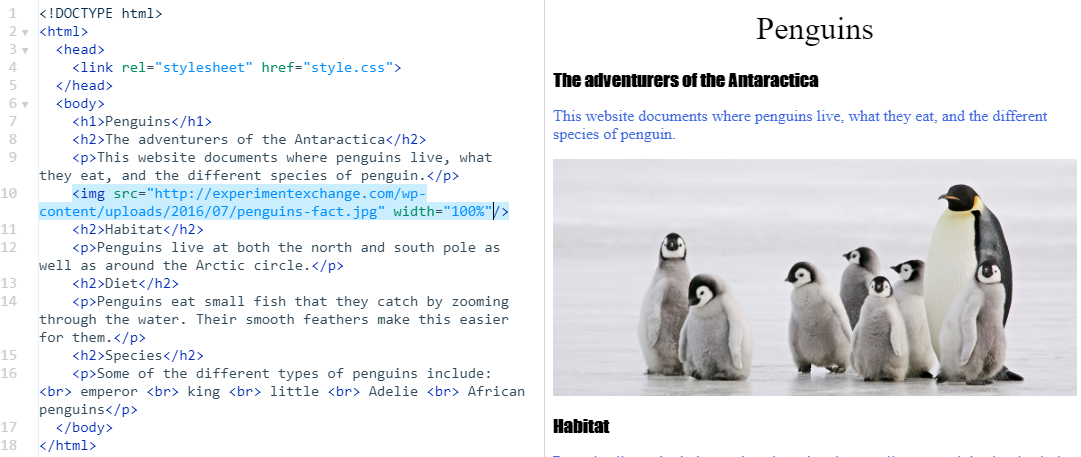 1 <!DOCTYPE html>
2 <html>
3 <head>
4 <link rel="stylesheet" href="style.css">
5 </head>
6 <body>
7 <h1>Penguins</h1>
8 <h2>The adventurers of the Antaractica</h2>
9 <p>This website documents where penguins live, what
they eat, and the different species of penguin.</p>
10 <img src="http://experimentexchange.com/wp-
content/uploads/2016/07/penguins-fact.jpg" width="100%"/>
11 <h2>Habitat</h2>
12 <p>Penguins live at both the north and south pole as
well as around the Arctic circle.</p>
13 <h2>Diet</h2>
14 <p>Penguins eat small fish that they catch by zooming
through the water. Their smooth feathers make this easier
for them.</p>
15 <h2>Species</h2>
16 <p>Some of the different types of penguins include:
<br> emperor <br> king <br> little <br> Adelie <br> African
penguins</p>
17 </body>
18 </html>
Penguins
The adventurers of the Antaractica
This website documents where penguins live, what they eat, and the different
species of penguin.
Habitat